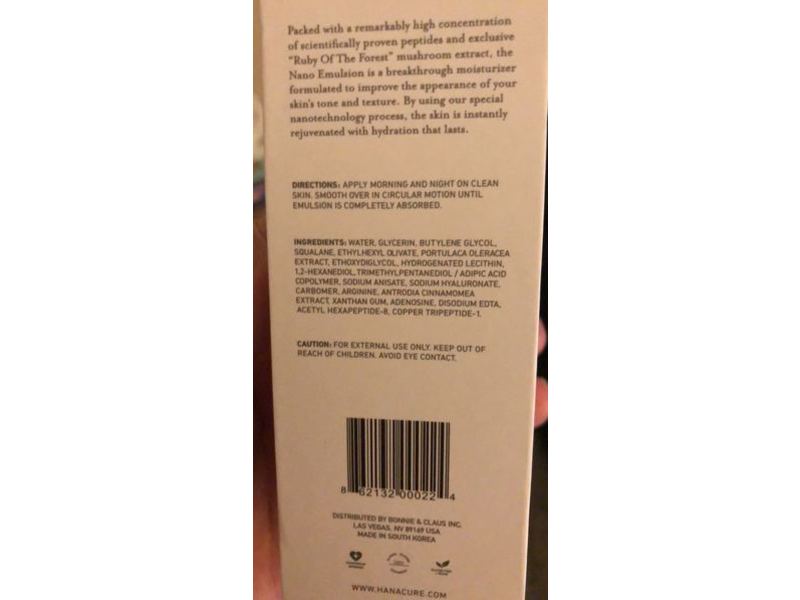 Packed with a remarkably high concentration
of scientifically proven peptides and exclusive
"Ruby Of The Forest" mushroom extract, the
Nano Emulsion is a breakthrough moisturizer
formulated to improve the appearance of your
skin's tone and texture. By using our special
nanotechnology process, the skin is instantly
rejuvenated with hydration that lasts.
DIRECTIONS: APPLY MORNING AND NIGHT ON CLEAN
SKIN. SMOOTH OVER IN CIRCULAR MOTION UNTIL
EMULSION IS COMPLETELY ABSORBED.
INGREDIENTS: WATER, GLYCERIN, BUTYLENE GLYCOL,
SQUALANE, ETHYLHEXYL OLIVATE, PORTULACA OLERACEA
EXTRACT, ETHOXYDIGLYCOL, HYDROGENATED LECITHIN,
1,2-HEXANEDIOL, TRIMETHYLPENTANEDIOL / ADIPIC ACID
COPOLYMER, SODIUM ANISATE, SODIUM HYALURONATE,
CARBOMER, ARGININE, ANTRODIA CINNAMOMEA
EXTRACT, XANTHAN GUM, ADENOSINE, DISODIUM EDTA,
ACETYL HEXAPEPTIDE-8, COPPER TRIPEPTIDE-1.
CAUTION: FOR EXTERNAL USE ONLY. KEEP OUT OF
REACH OF CHILDREN. AVOID EYE CONTACT.
8 62132 00022 4
DISTRIBUTED BY BONNIE & CLAUS INC.
LAS VEGAS, NV 89169 USA
MADE IN SOUTH KOREA
WWW.HANACURE.COM